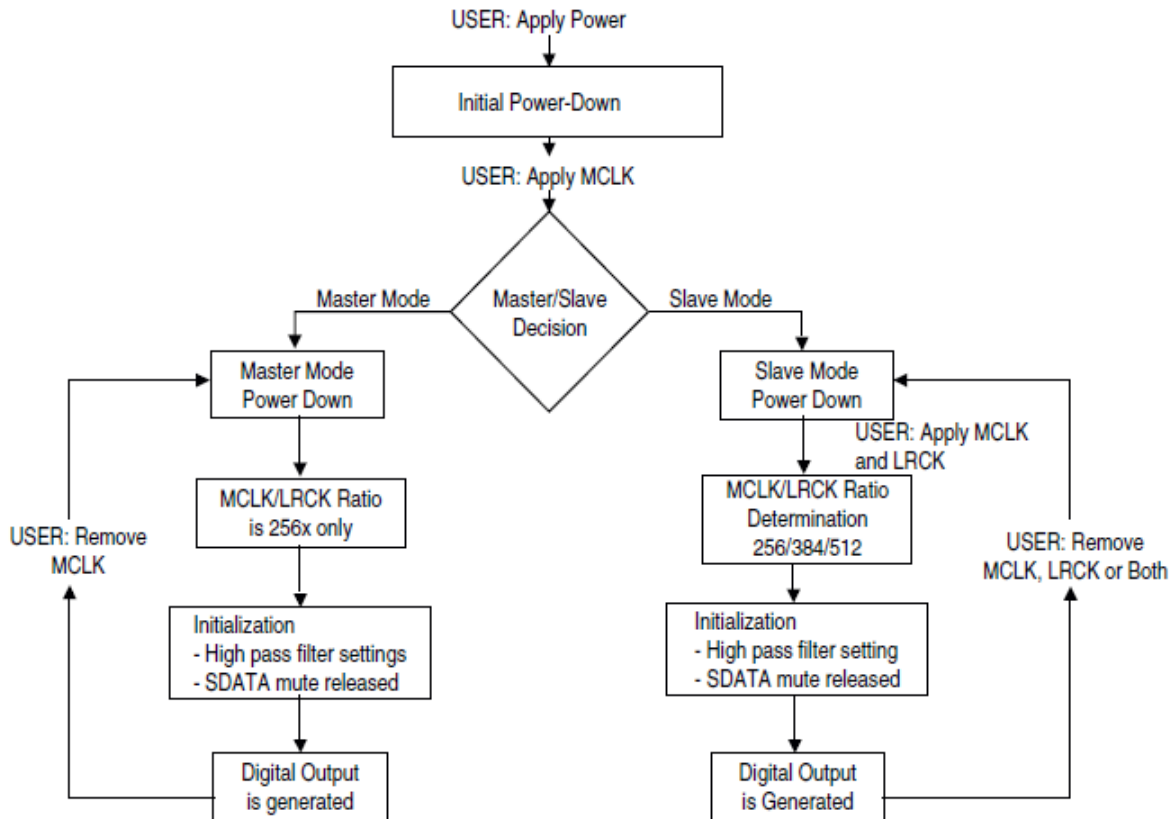 USER: Apply Power
Initial Power-Down
USER: Apply MCLK
Master Mode
Master/Slave
Decision
Slave Mode
Master Mode
Power Down
Slave Mode
Power Down
USER: Apply MCLK
and LRCK
MCLK/LRCK Ratio
is 256x only
MCLK/LRCK Ratio
Determination
256/384/512
USER: Remove
MCLK
USER: Remove
MCLK, LRCK or Both
Initialization
- High pass filter settings
- SDATA mute released
Initialization
- High pass filter setting
- SDATA mute released
Digital Output
is generated
Digital Output
is Generated